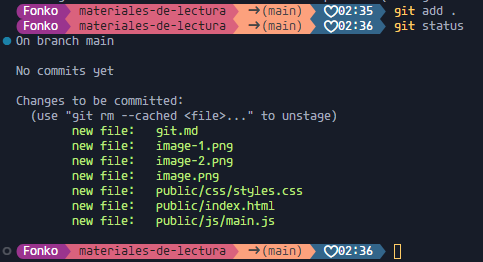 Fonko materiales-de-lectura →(main) ♡02:35 git add .
Fonko materiales-de-lectura →(main) ♡02:36 git status
On branch main
No commits yet
Changes to be committed:
(use "git rm --cached <file>..." to unstage)
new file: git.md
new file: image-1.png
new file: image-2.png
new file: image.png
new file: public/css/styles.css
new file: public/index.html
new file: public/js/main.js
Fonko materiales-de-lectura →(main) ♡02:36